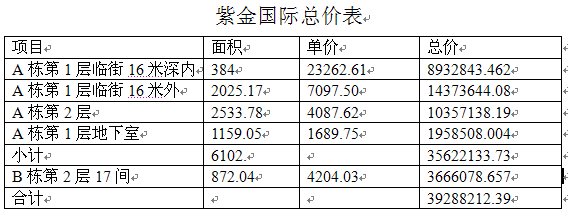 紫金国际总价表
项目 面积 单价 总价
A 栋第 1 层临街 16 米深内 384 23262.61 8932843.462
A 栋第 1 层临街 16 米外 2025.17 7097.50 14373644.08
A 栋第 2 层 2533.78 4087.62 10357138.19
A 栋第 1 层地下室 1159.05 1689.75 1958508.004
小计 6102. 35622133.73
B 栋第 2 层 17 间 872.04 4204.03 3666078.657
合计 39288212.39